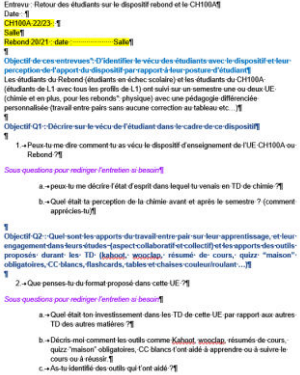 Entrevu : Retour des étudiants sur le dispositif rebond et le CH100A¶
Date : ¶
CH100A 22/23 : ¶
Salle¶
Rebond 20/21 : date : Salle¶
¶
Objectif de ces entrevues : D'identifier le vécu des étudiants avec le dispositif et leur
perception de l'apport du dispositif par rapport à leur posture d'étudiant¶
Les étudiants du Rebond (étudiants en échec scolaire) et les étudiants du CH100A
(étudiants de L1 avec tous les profils de L1) ont suivi sur un semestre une ou deux UE
(chimie et en plus, pour les rebonds : physique) avec une pédagogie différenciée
personnalisée (travail entre pairs sans aucune correction au tableau etc…)¶
¶
Objectif Q1 : Décrire sur le vécu de l'étudiant dans le cadre de ce dispositif¶
1.→Peux-tu me dire comment tu as vécu le dispositif d'enseignement de l'UE CH100A ou
Rebond ?¶
Sous questions pour rediriger l'entretien si besoin¶
a.→peux-tu me décrire l'état d'esprit dans lequel tu venais en TD de chimie ?¶
b.→Quel était ta perception de la chimie avant et après le semestre ? (comment
apprécies-tu)¶
¶
Objectif Q2 : Quel sont les apports du travail entre pair sur leur apprentissage, et leur
engagement dans leurs études (aspect collaboratif et collectif) et les apports des outils
proposés durant les TD (kahoot, wooclap, résumé de cours, quizz "maison"
obligatoires, CC blancs, flashcards, tables et chaises couleur/roulant …)¶
2.→Que penses-tu du format proposé dans cette UE ?¶
Sous questions pour rediriger l'entretien si besoin¶
a.→Quel était ton investissement dans les TD de cette UE par rapport aux autres
TD des autres matières ?¶
b.→Décris-moi comment les outils comme Kahoot, wooclap, résumés de cours,
quizz "maison" obligatoires, CC blancs t'ont aidé à apprendre ou à suivre le
cours ou à réussir.¶
c.→As-tu identifié des outils qui t'ont aidé ?¶